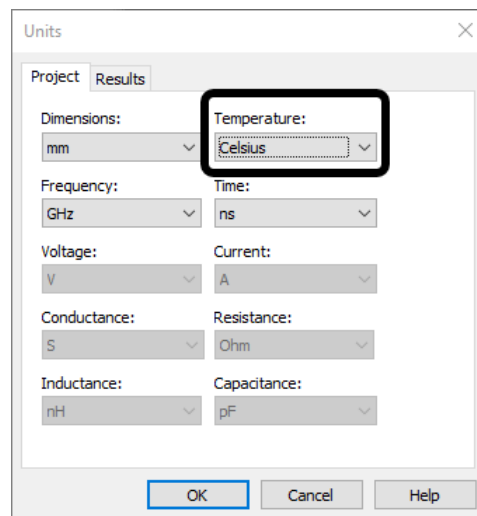 Units
Project Results
Dimensions: Temperature:
mm Celsius
Frequency: Time:
GHz ns
Voltage: Current:
V A
Conductance: Resistance:
S Ohm
Inductance: Capacitance:
nH pF
OK Cancel Help